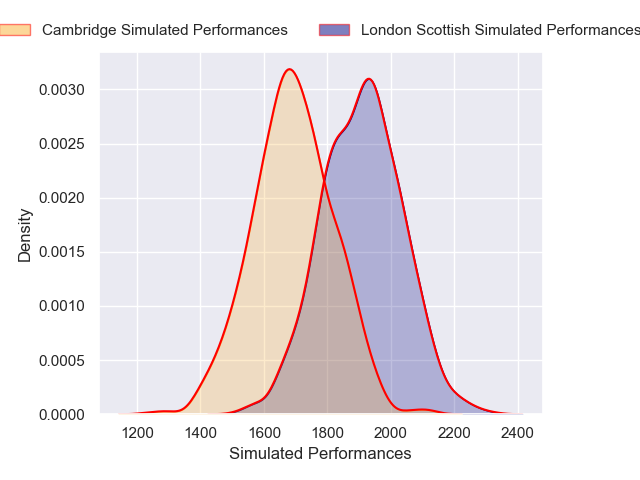 Cambridge Simulated Performances
London Scottish Simulated Performances
0.0030
0.0025
0.0020
0.0015
0.0010
0.0005
0.0000
Density
1200 1400 1600 1800 2000 2200 2400
Simulated Performances